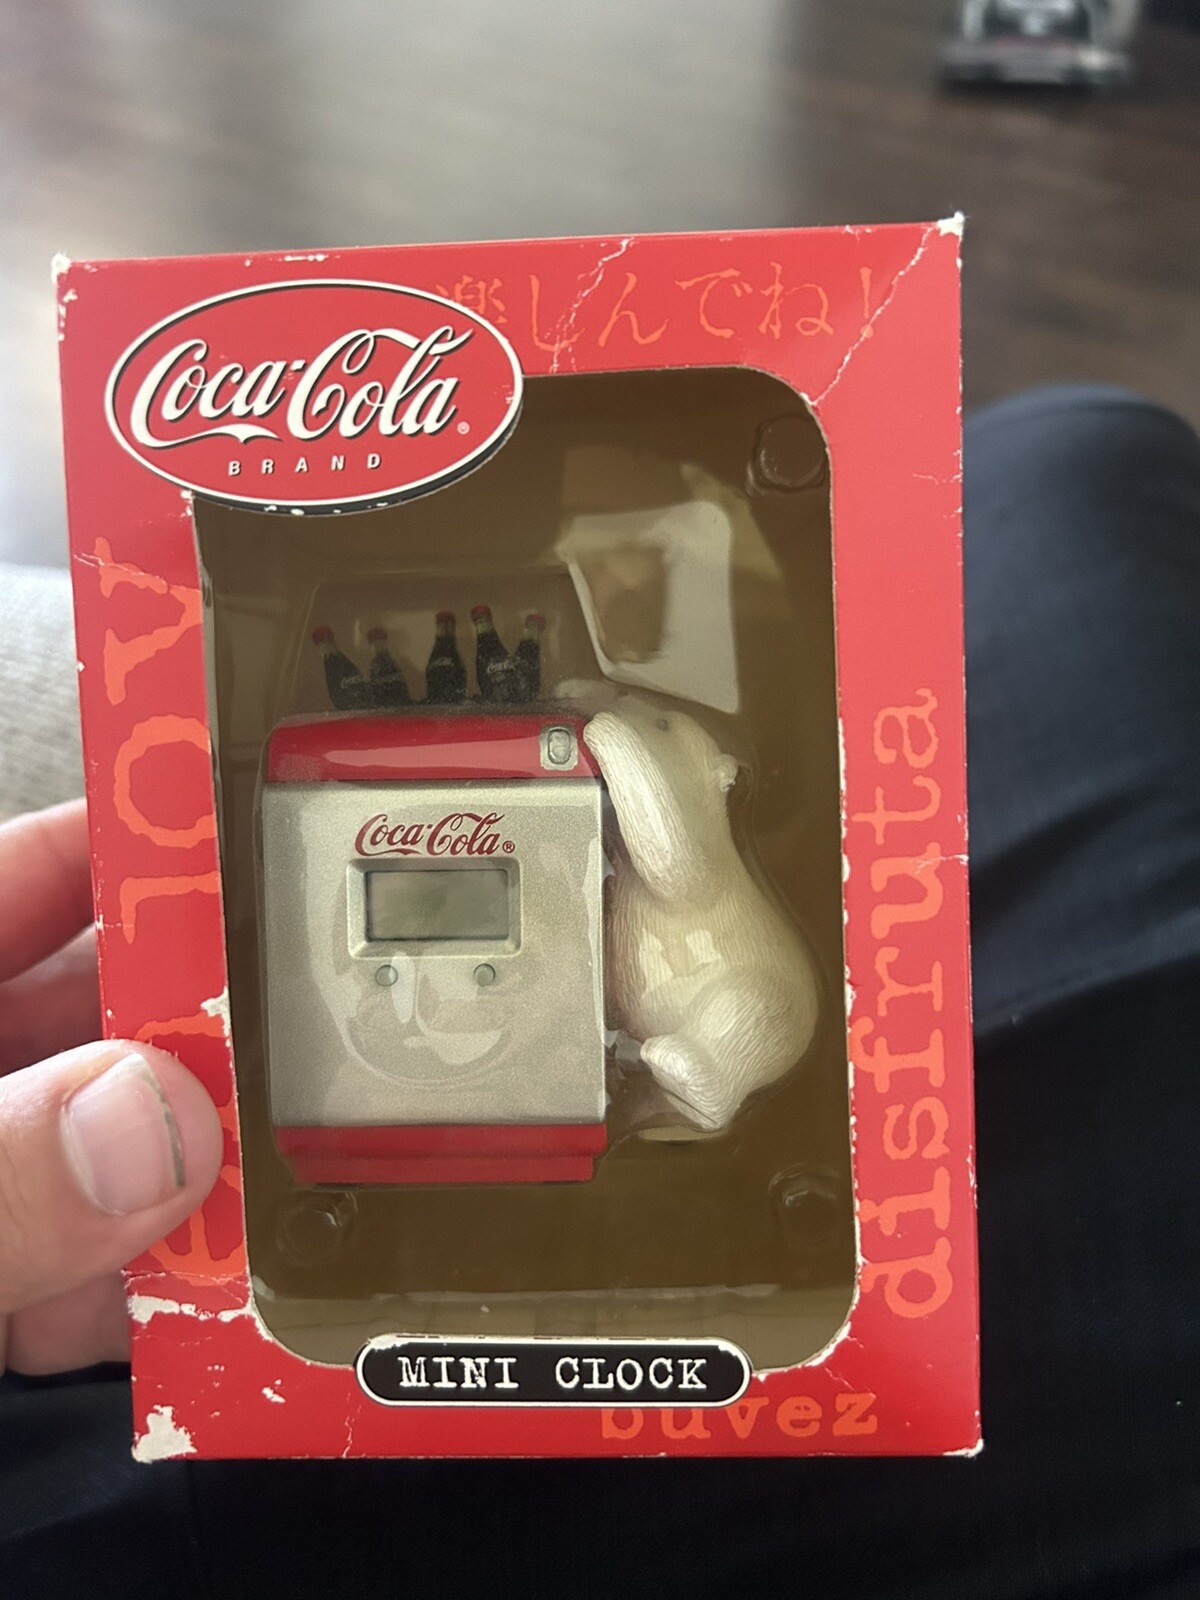 楽しんでね!
Coca-Cola®
BRAND
enjoy
Coca-Cola®
disfruta
MINI CLOCK
buvez